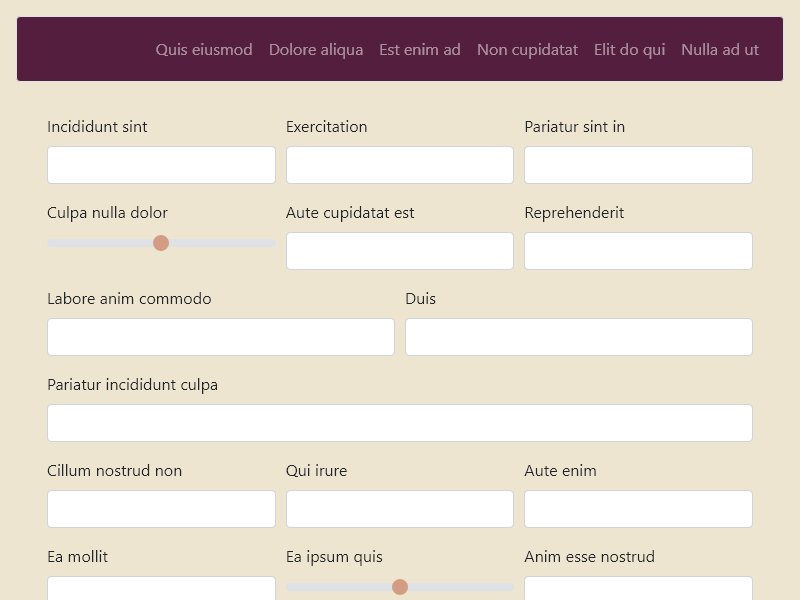 Quis eiusmod Dolore aliqua Est enim ad Non cupidatat Elit do qui Nulla ad ut
Incididunt sint Exercitation Pariatur sint in
Culpa nulla dolor Aute cupidatat est Reprehenderit
Labore anim commodo Duis
Pariatur incididunt culpa
Cillum nostrud non Qui irure Aute enim
Ea mollit Ea ipsum quis Anim esse nostrud